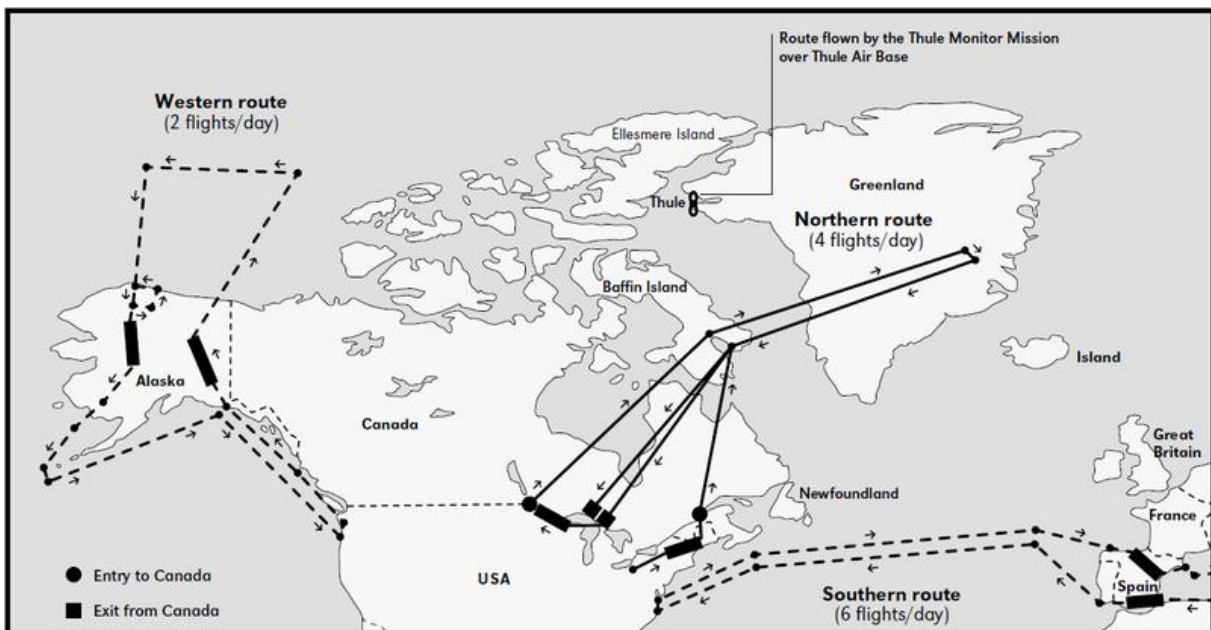 Route flown by the Thule Monitor Mission
over Thule Air Base
Western route
(2 flights/day)
Ellesmere Island
Greenland
Thule
Northern route
(4 flights/day)
Baffin Island
Island
Alaska
Canada
Great
Britain
Newfoundland
France
Entry to Canada
USA
Spain
Southern route
(6 flights/day)
Exit from Canada